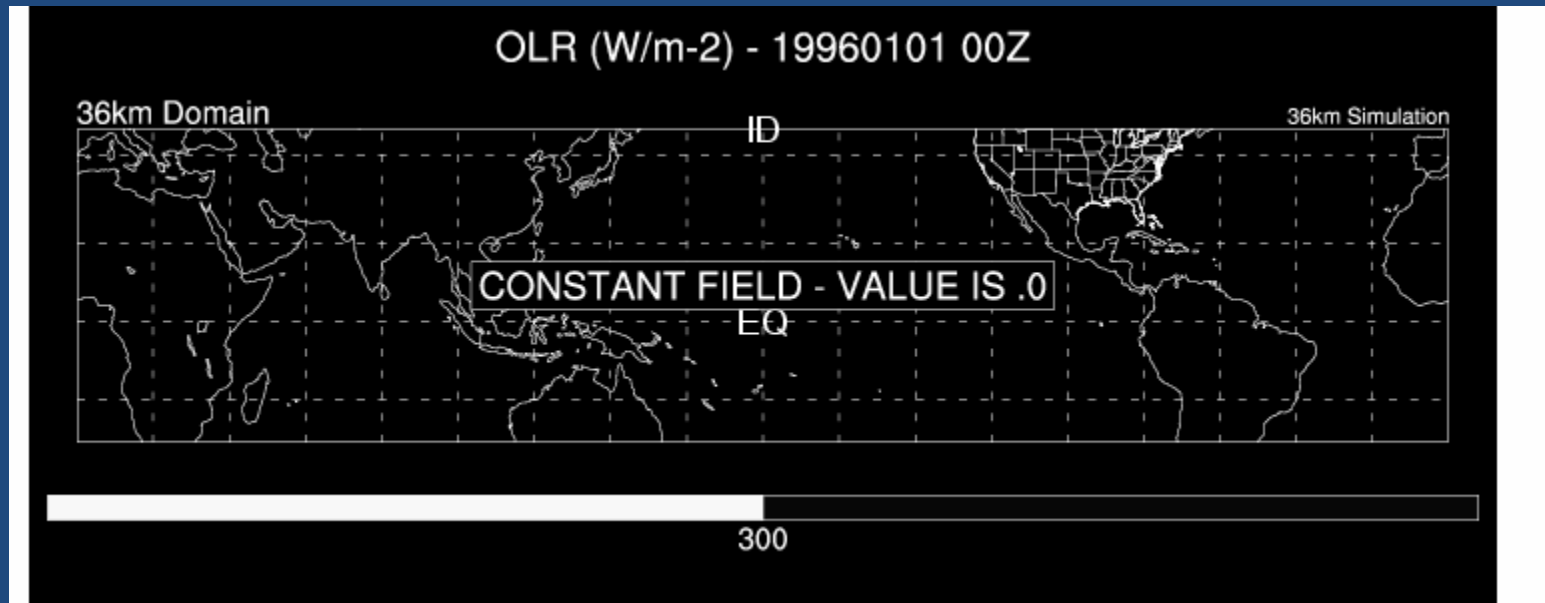 OLR (W/m-2) - 19960101 00Z
36km Domain
36km Simulation
ID
CONSTANT FIELD - VALUE IS .0
EQ
300